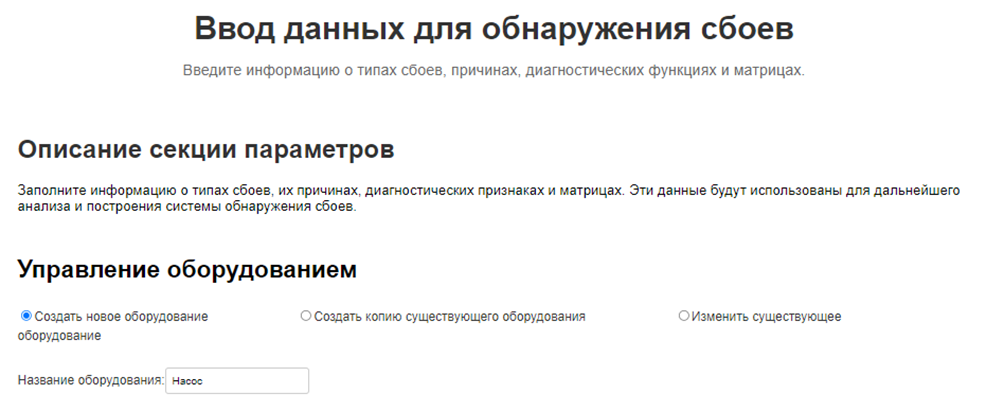 Ввод данных для обнаружения сбоев
Введите информацию о типах сбоев, причинах, диагностических функциях и матрицах.
Описание секции параметров
Заполните информацию о типах сбоев, их причинах, диагностических признаках и матрицах. Эти данные будут использованы для дальнейшего
анализа и построения системы обнаружения сбоев.
Управление оборудованием
Создать новое оборудование Создать копию существующего оборудования Изменить существующее
оборудование
Название оборудования: Насос